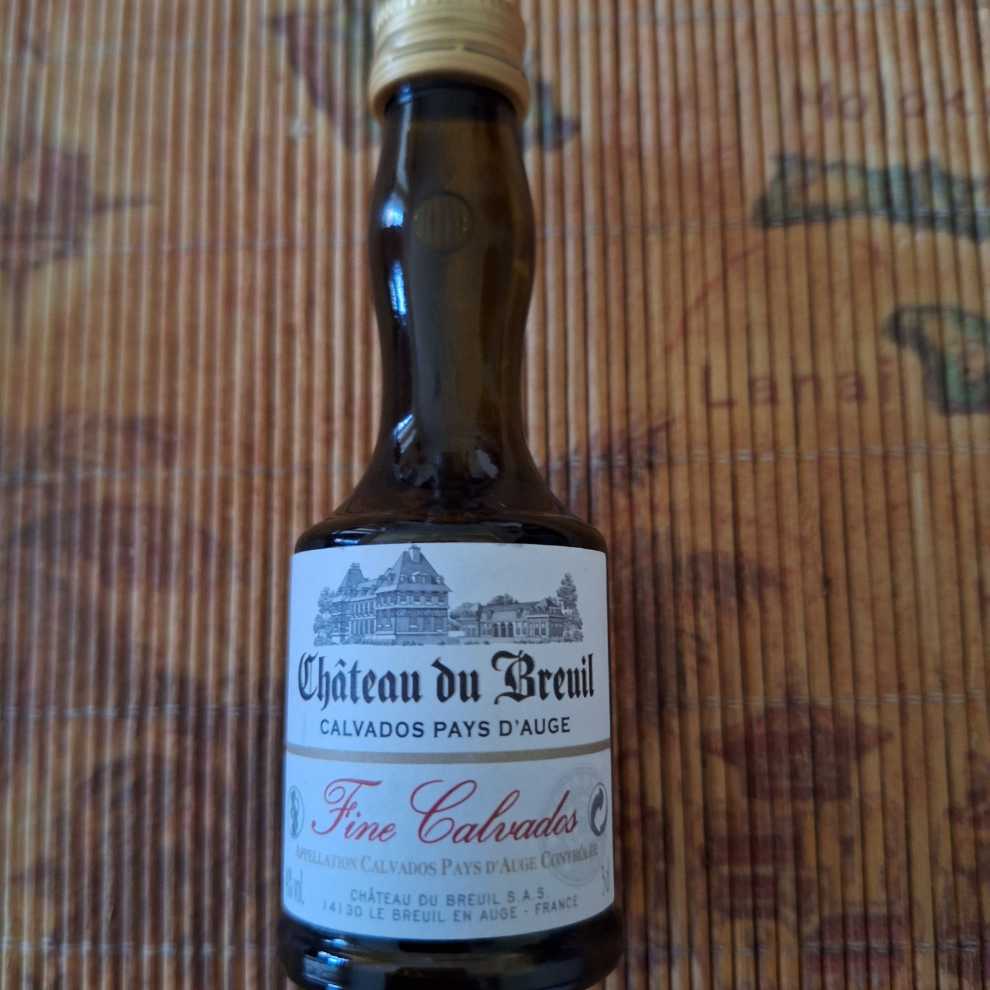 Lanai
Château du Breuil
CALVADOS PAYS D'AUGE
Fine Calvados
APPELLATION CALVADOS PAYS D'AUGE CONTRÔLÉE
CHÂTEAU DU BREUIL S.A.S.
14130 LE BREUIL EN AUGE - FRANCE